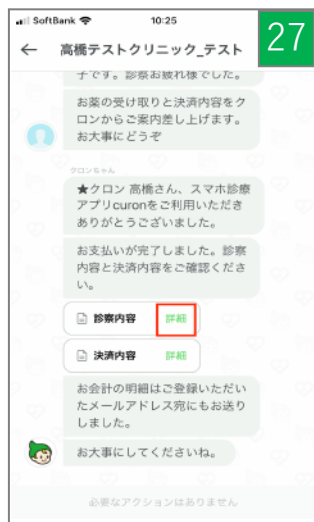 SoftBank 10:25
27
← 高橋テストクリニック_テスト
子です。診察お疲れ様でした。
お薬の受け取りと決済内容をク
ロンからご案内差し上げます。
お大事にどうぞ
クロンちゃん
★クロン 高橋さん、スマホ診療
アプリcuronをご利用いただき
ありがとうございました。
お支払いが完了しました。診察
内容と決済内容をご確認くださ
い。
診察内容 詳細
決済内容 詳細
お会計の明細はご登録いただい
たメールアドレス宛にもお送り
しました。
お大事にしてくださいね。
必要なアクションはありません